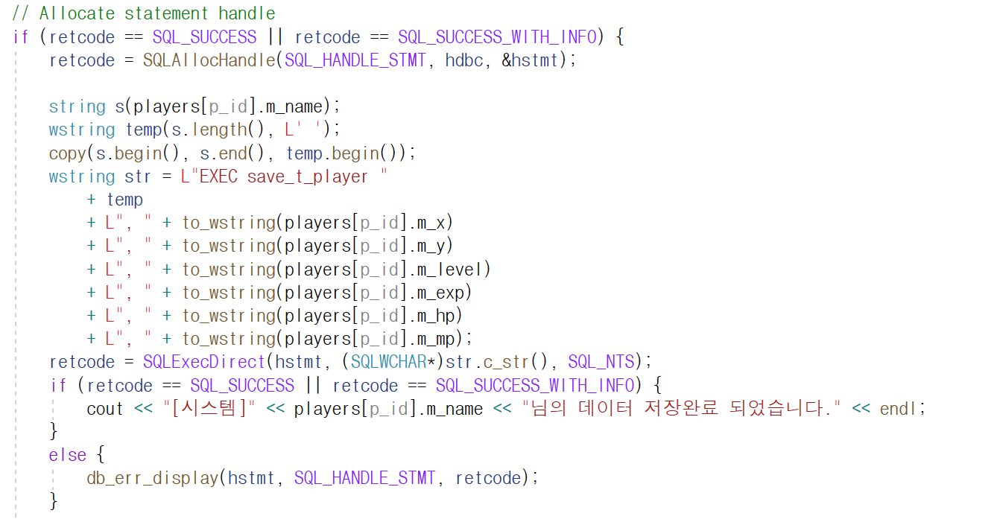 // Allocate statement handle
if (retcode == SQL_SUCCESS || retcode == SQL_SUCCESS_WITH_INFO) {
    retcode = SQLAllocHandle(SQL_HANDLE_STMT, hdbc, &hstmt);

    string s(players[p_id].m_name);
    wstring temp(s.length(), L' ');
    copy(s.begin(), s.end(), temp.begin());
    wstring str = L"EXEC save_t_player "
        + temp
        + L", " + to_wstring(players[p_id].m_x)
        + L", " + to_wstring(players[p_id].m_y)
        + L", " + to_wstring(players[p_id].m_level)
        + L", " + to_wstring(players[p_id].m_exp)
        + L", " + to_wstring(players[p_id].m_hp)
        + L", " + to_wstring(players[p_id].m_mp);
    retcode = SQLExecDirect(hstmt, (SQLWCHAR*)str.c_str(), SQL_NTS);
    if (retcode == SQL_SUCCESS || retcode == SQL_SUCCESS_WITH_INFO) {
        cout << "[시스템]" << players[p_id].m_name << "님의 데이터 저장완료 되었습니다." << endl;
    }
    else {
        db_err_display(hstmt, SQL_HANDLE_STMT, retcode);
    }